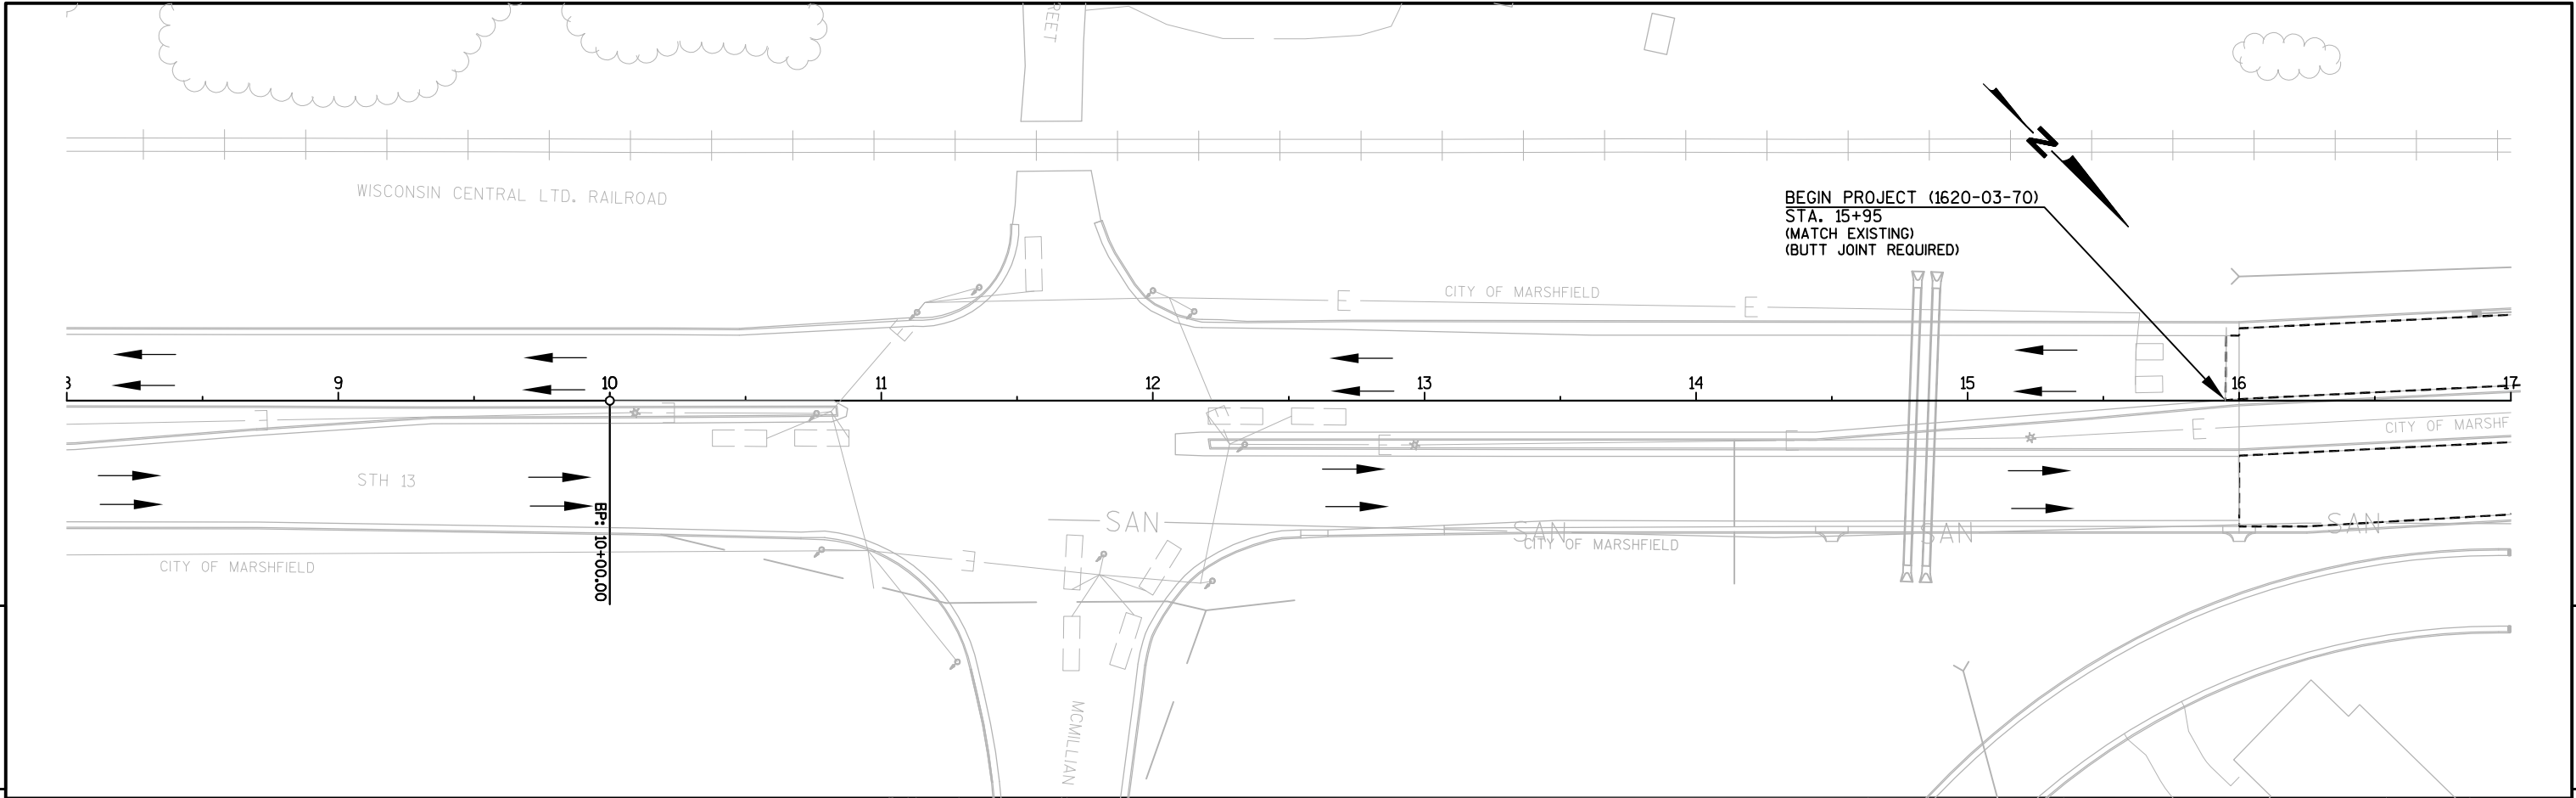 REET
N
WISCONSIN CENTRAL LTD. RAILROAD
BEGIN PROJECT (1620-03-70)
STA. 15+95
(MATCH EXISTING)
(BUTT JOINT REQUIRED)
E
CITY OF MARSHFIELD
E
E
8 9 10 11 12 13 14 15 16 17
E
E
E
E
E
E
E
CITY OF MARSHF
STH 13
BP: 10+00.00
SAN
SAN
SAN
SAN
CITY OF MARSHFIELD
E
CITY OF MARSHFIELD
MCMILLIAN